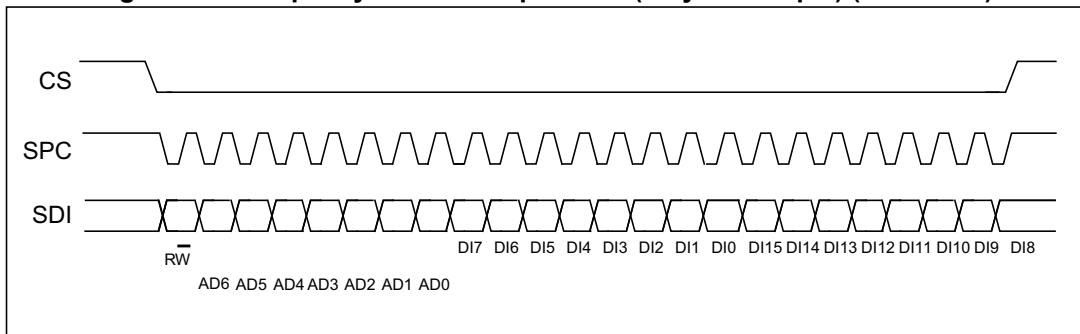 CS
SPC
SDI
RW
DI7 DI6 DI5 DI4 DI3 DI2 DI1 DI0 DI15 DI14 DI13 DI12 DI11 DI10 DI9 DI8
AD6 AD5 AD4 AD3 AD2 AD1 AD0